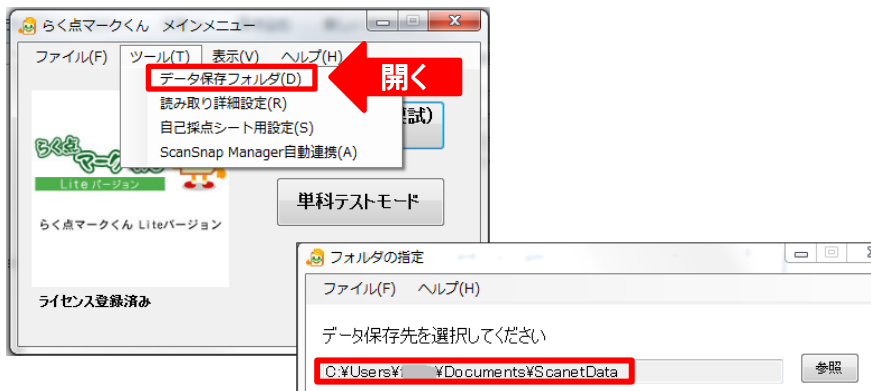 らく点マークくん メインメニュー
ファイル(F) ツール(T) 表示(V) ヘルプ(H)
データ保存フォルダ(D)
開く
読み取り詳細設定(R)
試)
自己採点シート用設定(S)
ScanSnap Manager自動連携(A)
らく点
マークくん
Lite バージョン
単科テストモード
らく点マークくん Liteバージョン
ライセンス登録済み
フォルダの指定
ファイル(F) ヘルプ(H)
データ保存先を選択してください
C:¥Users¥ ¥Documents¥ScanetData
参照